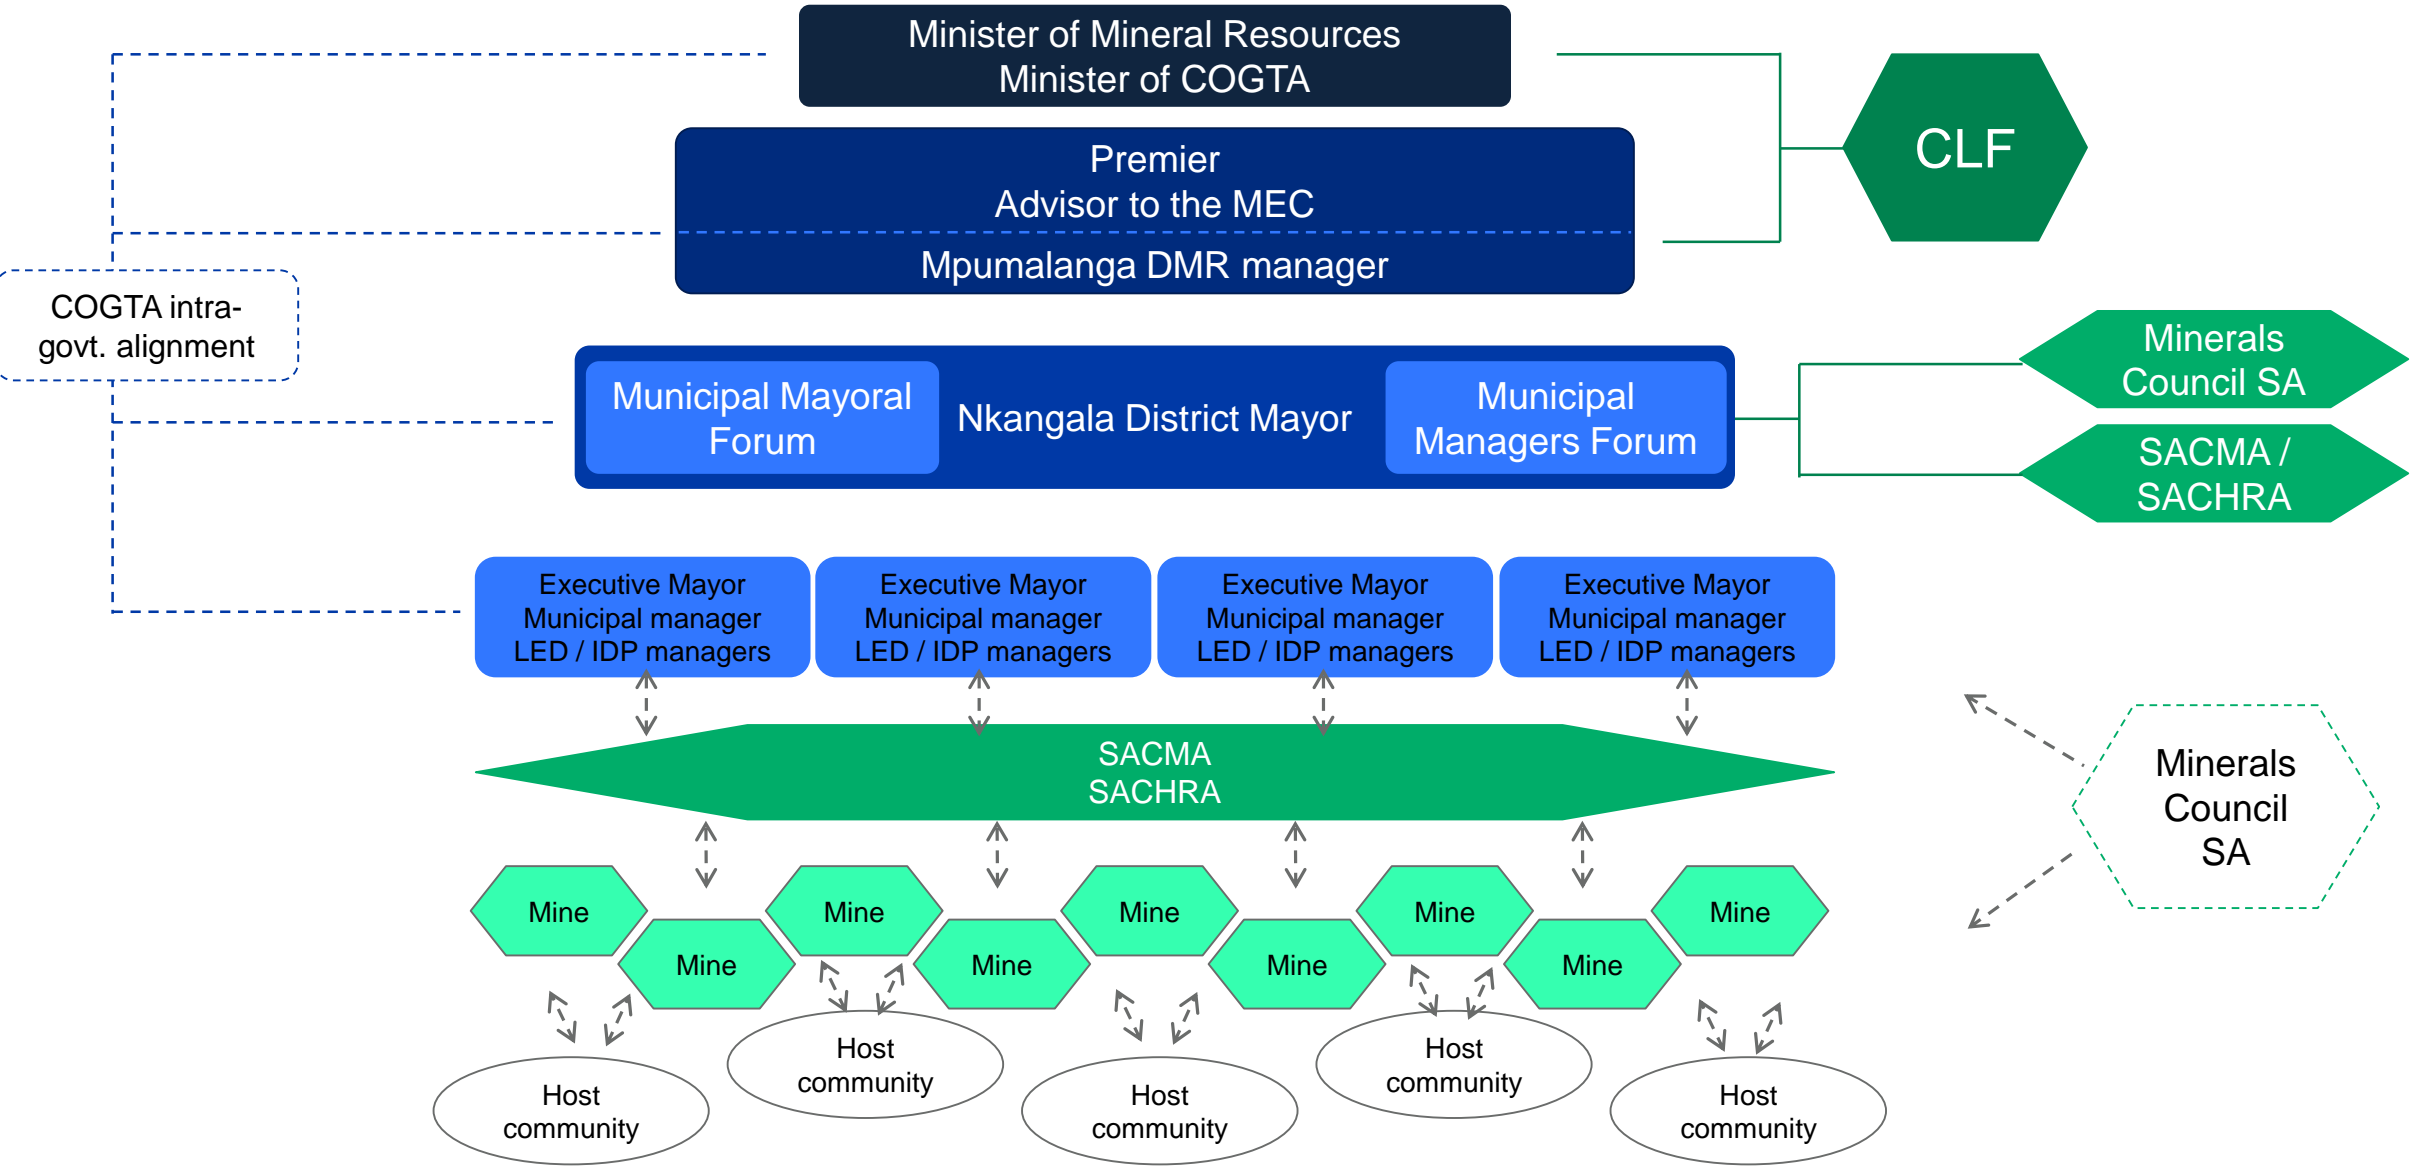 Minister of Mineral Resources
Minister of COGTA
CLF
Premier
Advisor to the MEC
Mpumalanga DMR manager
COGTA intra-
govt. alignment
Municipal Mayoral
Forum
Nkangala District Mayor
Municipal
Managers Forum
Minerals
Council SA
SACMA /
SACHRA
Executive Mayor
Municipal manager
LED / IDP managers
Executive Mayor
Municipal manager
LED / IDP managers
Executive Mayor
Municipal manager
LED / IDP managers
Executive Mayor
Municipal manager
LED / IDP managers
SACMA
SACHRA
Minerals
Council
SA
Mine
Mine
Mine
Mine
Mine
Mine
Mine
Mine
Mine
Host
community
Host
community
Host
community
Host
community
Host
community